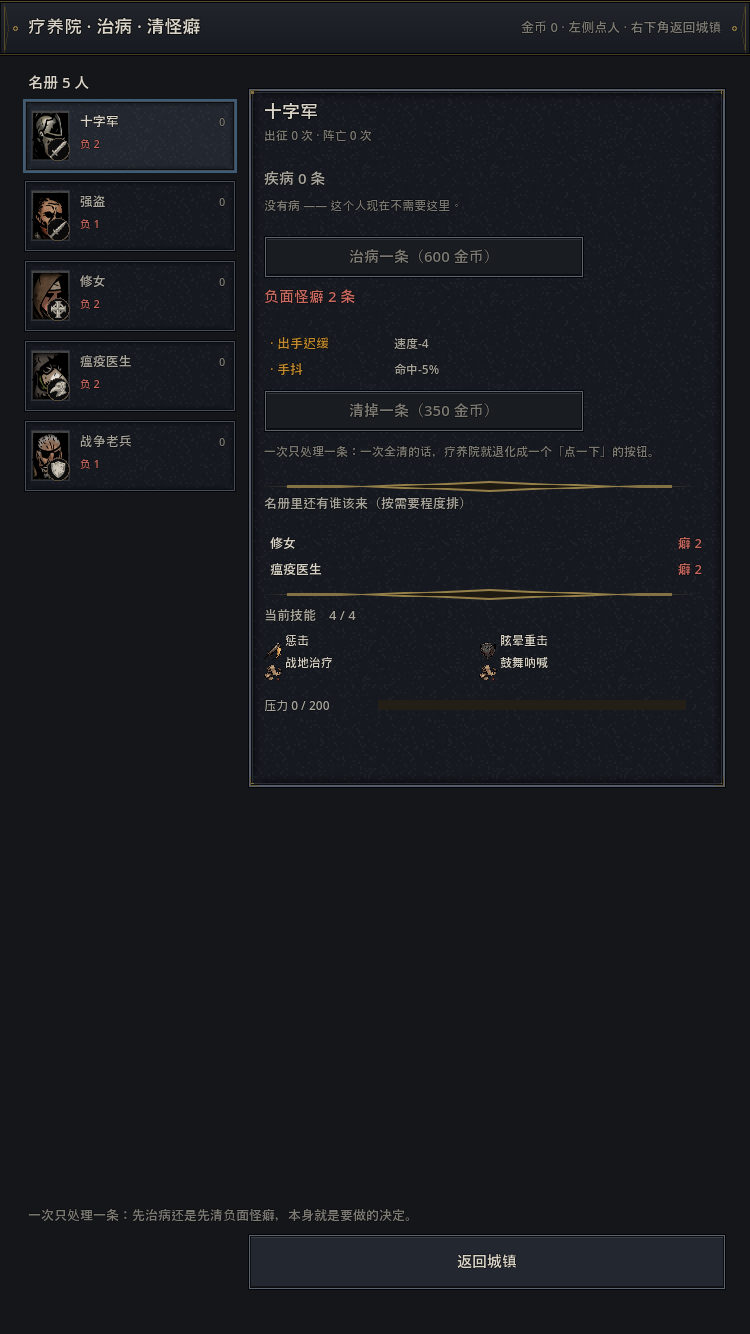 疗养院 · 治病 · 清怪癖
金币 0 · 左侧点人 · 右下角返回城镇
名册 5 人
十字军 0
负 2
强盗 0
负 1
修女 0
负 2
瘟疫医生 0
负 2
战争老兵 0
负 1
十字军
出征 0 次 · 阵亡 0 次
疾病 0 条
没有病 —— 这个人现在不需要这里。
治病一条（600 金币）
负面怪癖 2 条
· 出手迟缓 速度-4
· 手抖 命中-5%
清掉一条（350 金币）
一次只处理一条：一次全清的话，疗养院就退化成一个「点一下」的按钮。
名册里还有谁该来（按需要程度排）
修女 癖 2
瘟疫医生 癖 2
当前技能 4 / 4
惩击 眩晕重击
战地治疗 鼓舞呐喊
压力 0 / 200
一次只处理一条：先治病还是先清负面怪癖，本身就是要做的决定。
返回城镇